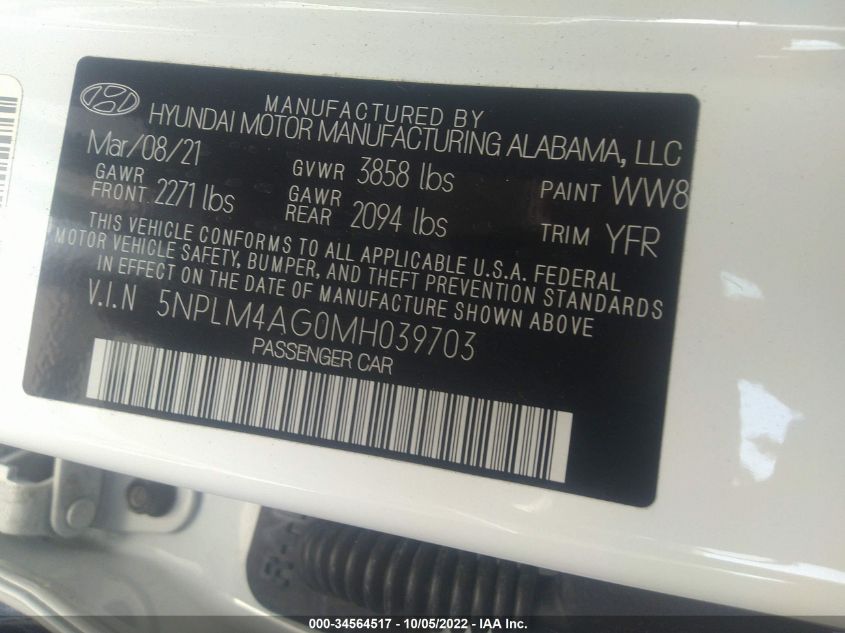 MANUFACTURED BY
HYUNDAI MOTOR MANUFACTURING ALABAMA, LLC
Mar/08/21 GVWR 3858 lbs PAINT WW8
GAWR FRONT 2271 lbs GAWR REAR 2094 lbs TRIM YFR
THIS VEHICLE CONFORMS TO ALL APPLICABLE U.S.A. FEDERAL
MOTOR VEHICLE SAFETY, BUMPER, AND THEFT PREVENTION STANDARDS
IN EFFECT ON THE DATE OF MANUFACTURE SHOWN ABOVE
V.I.N 5NPLM4AG0MH039703
PASSENGER CAR
000-34564517 - 10/05/2022 - IAA Inc.